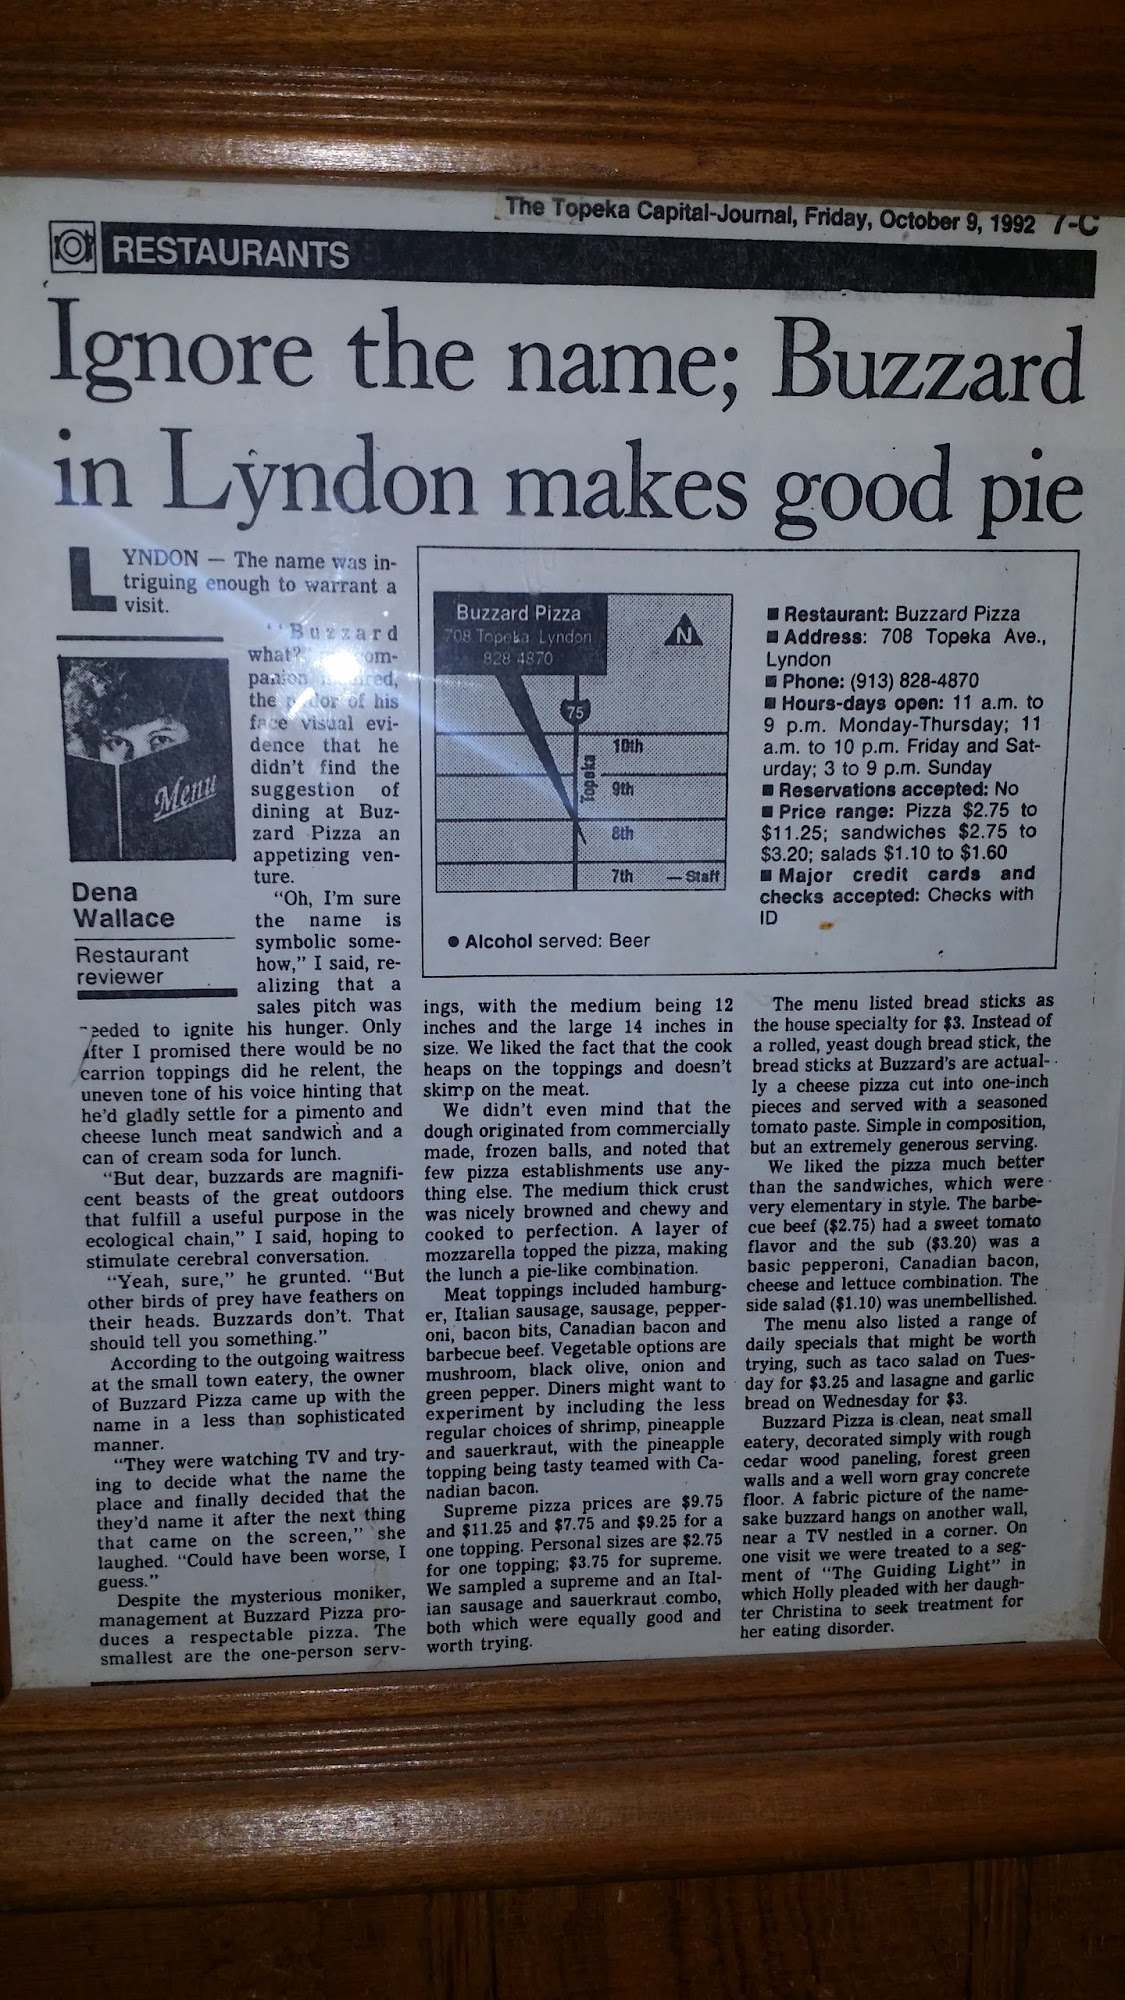 The Topeka Capital-Journal, Friday, October 9, 1992 7-C
RESTAURANTS
Ignore the name; Buzzard
in Lyndon makes good pie
LYNDON — The name was in-
triguing enough to warrant a
visit.
Menu
Dena
Wallace
Restaurant
reviewer
"Buzzard
what?"
panion
the of his
face visual evi-
dence that he
didn't find the
suggestion of
dining at Buz-
zard Pizza an
appetizing ven-
ture.
"Oh, I'm sure
the name is
symbolic some-
how," I said, re-
alizing that a
sales pitch was
needed to ignite his hunger. Only
after I promised there would be no
carrion toppings did he relent, the
uneven tone of his voice hinting that
he'd gladly settle for a pimento and
cheese lunch meat sandwich and a
can of cream soda for lunch.
"But dear, buzzards are magnifi-
cent beasts of the great outdoors
that fulfill a useful purpose in the
ecological chain," I said, hoping to
stimulate cerebral conversation.
"Yeah, sure," he grunted. "But
other birds of prey have feathers on
their heads. Buzzards don't. That
should tell you something."
According to the outgoing waitress
at the small town eatery, the owner
of Buzzard Pizza came up with the
name in a less than sophisticated
manner.
"They were watching TV and try-
ing to decide what the name the
place and finally decided that the
they'd name it after the next thing
that came on the screen," she
laughed. "Could have been worse, I
guess."
Despite the mysterious moniker,
management at Buzzard Pizza pro-
duces a respectable pizza. The
smallest are the one-person serv-
Buzzard Pizza
708 Topeka Lyndon
828 4870
N
75
Topeka
10th
9th
8th
7th
— Staff
● Alcohol served: Beer
■ Restaurant: Buzzard Pizza
■ Address: 708 Topeka Ave.,
Lyndon
■ Phone: (913) 828-4870
■ Hours-days open: 11 a.m. to
9 p.m. Monday-Thursday; 11
a.m. to 10 p.m. Friday and Sat-
urday; 3 to 9 p.m. Sunday
■ Reservations accepted: No
■ Price range: Pizza $2.75 to
$11.25; sandwiches $2.75 to
$3.20; salads $1.10 to $1.60
■ Major credit cards and
checks accepted: Checks with
ID
ings, with the medium being 12
inches and the large 14 inches in
size. We liked the fact that the cook
heaps on the toppings and doesn't
skimp on the meat.
We didn't even mind that the
dough originated from commercially
made, frozen balls, and noted that
few pizza establishments use any-
thing else. The medium thick crust
was nicely browned and chewy and
cooked to perfection. A layer of
mozzarella topped the pizza, making
the lunch a pie-like combination.
Meat toppings included hamburg-
er, Italian sausage, sausage, pepper-
oni, bacon bits, Canadian bacon and
barbecue beef. Vegetable options are
mushroom, black olive, onion and
green pepper. Diners might want to
experiment by including the less
regular choices of shrimp, pineapple
and sauerkraut, with the pineapple
topping being tasty teamed with Ca-
nadian bacon.
Supreme pizza prices are $9.75
and $11.25 and $7.75 and $9.25 for a
one topping. Personal sizes are $2.75
for one topping; $3.75 for supreme.
We sampled a supreme and an Ital-
ian sausage and sauerkraut combo,
both which were equally good and
worth trying.
The menu listed bread sticks as
the house specialty for $3. Instead of
a rolled, yeast dough bread stick, the
bread sticks at Buzzard's are actual-
ly a cheese pizza cut into one-inch
pieces and served with a seasoned
tomato paste. Simple in composition,
but an extremely generous serving.
We liked the pizza much better
than the sandwiches, which were
very elementary in style. The barbe-
cue beef ($2.75) had a sweet tomato
flavor and the sub ($3.20) was a
basic pepperoni, Canadian bacon,
cheese and lettuce combination. The
side salad ($1.10) was unembellished.
The menu also listed a range of
daily specials that might be worth
trying, such as taco salad on Tues-
day for $3.25 and lasagne and garlic
bread on Wednesday for $3.
Buzzard Pizza is clean, neat small
eatery, decorated simply with rough
cedar wood paneling, forest green
walls and a well worn gray concrete
floor. A fabric picture of the name-
sake buzzard hangs on another wall,
near a TV nestled in a corner. On
one visit we were treated to a seg-
ment of "The Guiding Light" in
which Holly pleaded with her daugh-
ter Christina to seek treatment for
her eating disorder.